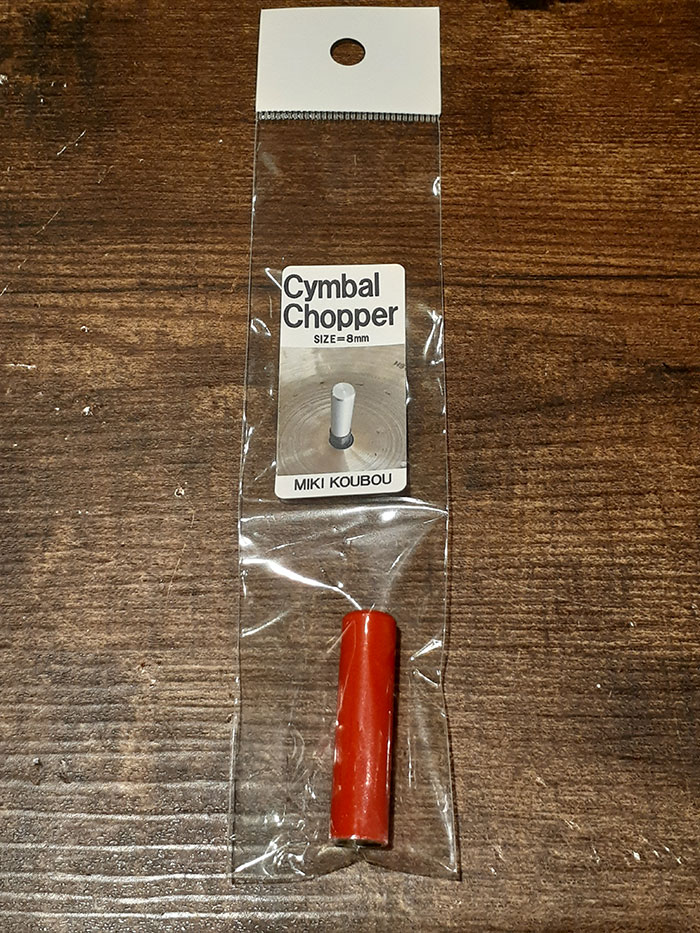 Cymbal
Chopper
SIZE=8mm
MIKI KOUBOU